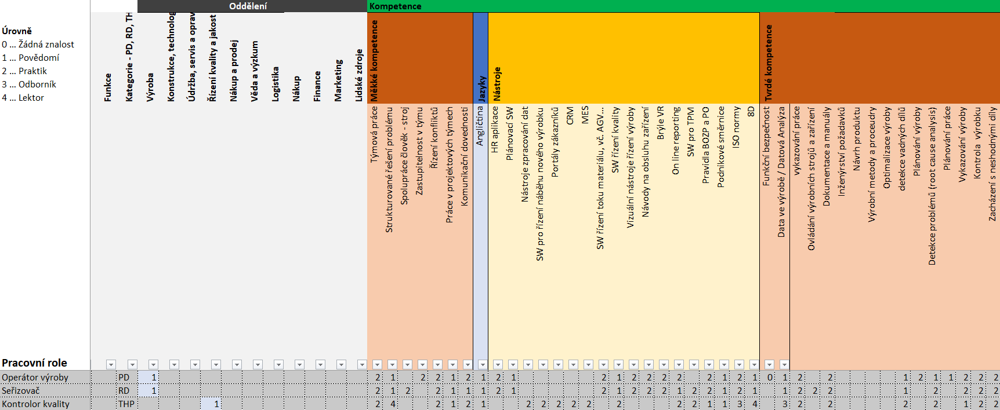 Oddělení
Kompetence
Úrovně
0 ... Žádná znalost
1 ... Povědomí
2 ... Praktik
3 ... Odborník
4 ... Lektor
Funkce
Kategorie - PD, RD, TH
Výroba
Konstrukce, technolog
Údržba, servis a oprav
Řízení kvality a jakost
Nákup a prodej
Věda a výzkum
Logistika
Nákup
Finance
Marketing
Lidské zdroje
Měkké kompetence
Jazyky
Nástroje
Tvrdé kompetence
Týmová práce
Strukturované řešení problému
Spolupráce člověk - stroj
Zastupitelnost v týmu
Řízení konfliktů
Práce v projektových týmech
Komunikační dovednosti
Angličtina
HR aplikace
Plánovací SW
Nástroje zpracování dat
SW pro řízení náběhu nového výrobku
Portály zákazníků
CRM
MES
SW řízení toku materiálu, vč. AGV...
SW řízení kvality
Vizuální nástroje řízení výroby
Návody na obsluhu zařízení
Brýle VR
On line reporting
SW pro TPM
Pravidla BOZP a PO
Podnikové směrnice
ISO normy
8D
Funkční bezpečnost
Data ve výrobě / Datová Analýza
vykazování práce
Ovládání výrobních strojů a zařízení
Dokumentace a manuály
Inženýrství požadavků
Návrh produktu
Výrobní metody a proceudry
Optimalizace výroby
detekce vadných dílů
Plánování výroby
Detekce problémů (root cause analysis)
Plánování práce
Vykazování výroby
Kontrola výrobku
Zacházení s neshodnými díly
Pracovní role
Operátor výroby PD 1 2 1 2 2 1 2 1 2 1 2 1 2 2 2 1 2 1 2 1 0 1 2 2 1 2 1 1 2 2 2
Seřizovač RD 1 2 1 2 2 1 1 1 2 1 2 1 2 2 2 1 2 2 1 2 1 1 2 2 2 1 2 2 2 2
Kontrolor kvality THP 1 2 4 2 1 2 1 2 2 2 2 2 2 2 2 1 1 3 4 3 2 2 2 2 1 2 2